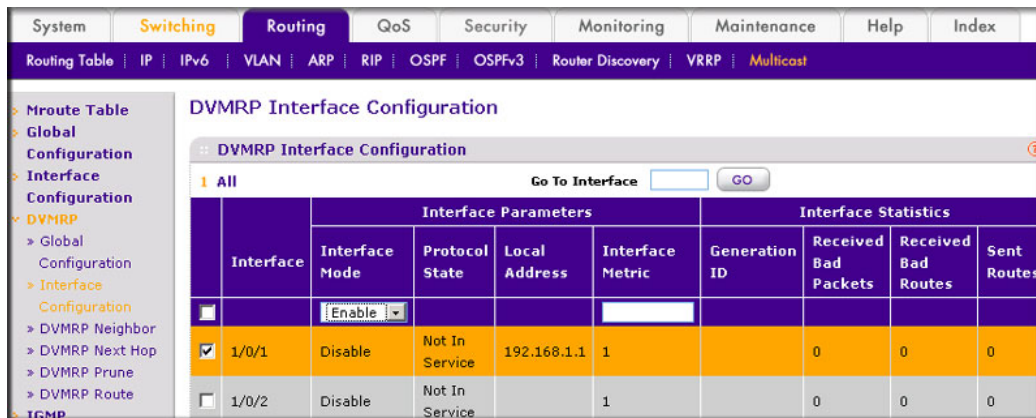 System Switching Routing QoS Security Monitoring Maintenance Help Index
Routing Table | IP | IPv6 | VLAN | ARP | RIP | OSPF | OSPFv3 | Router Discovery | VRRP | Multicast
Mroute Table
Global
Configuration
Interface
Configuration
DVMRP
» Global
Configuration
» Interface
Configuration
» DVMRP Neighbor
» DVMRP Next Hop
» DVMRP Prune
» DVMRP Route
IGMP
DVMRP Interface Configuration
DVMRP Interface Configuration
1 All Go To Interface GO
Interface Parameters Interface Statistics
Interface
Interface
Mode
Protocol
State
Local
Address
Interface
Metric
Generation
ID
Received
Bad
Packets
Received
Bad
Routes
Sent
Routes
Enable
1/0/1 Disable Not In
Service 192.168.1.1 1 0 0 0
1/0/2 Disable Not In
Service 1 0 0 0